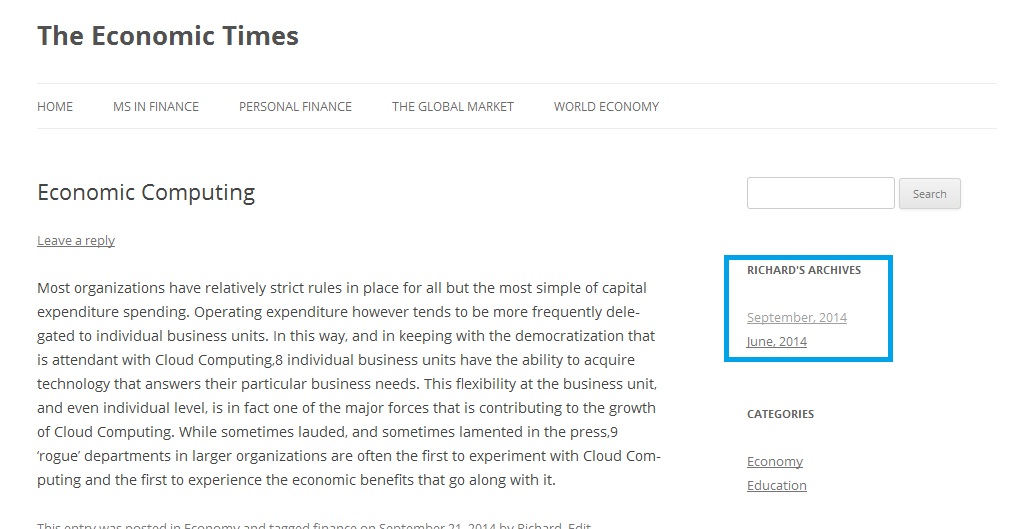 The Economic Times
HOME MS IN FINANCE PERSONAL FINANCE THE GLOBAL MARKET WORLD ECONOMY
Economic Computing
Leave a reply
Most organizations have relatively strict rules in place for all but the most simple of capital
expenditure spending. Operating expenditure however tends to be more frequently dele-
gated to individual business units. In this way, and in keeping with the democratization that
is attendant with Cloud Computing,8 individual business units have the ability to acquire
technology that answers their particular business needs. This flexibility at the business unit,
and even individual level, is in fact one of the major forces that is contributing to the growth
of Cloud Computing. While sometimes lauded, and sometimes lamented in the press,9
‘rogue’ departments in larger organizations are often the first to experiment with Cloud Com-
puting and the first to experience the economic benefits that go along with it.
This entry was posted in Economy and tagged finance on September 21, 2014 by Richard. Edit
Search
RICHARD'S ARCHIVES
September, 2014
June, 2014
CATEGORIES
Economy
Education